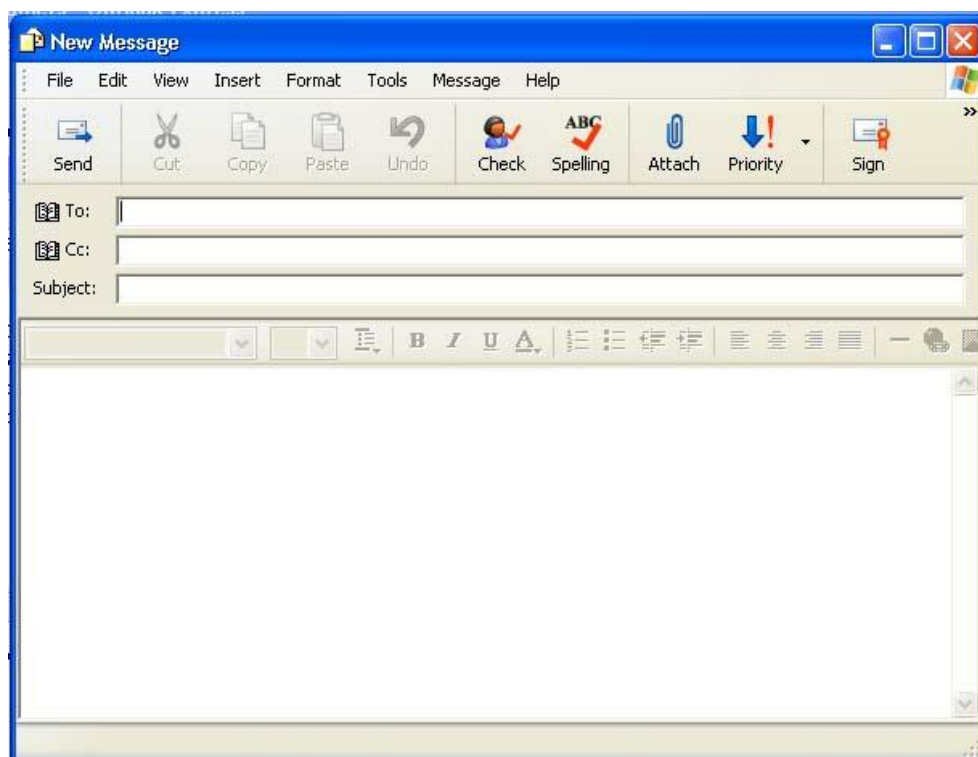 New Message
File Edit View Insert Format Tools Message Help
ABC
Send Cut Copy Paste Undo Check Spelling Attach Priority Sign
To:
Cc:
Subject:
B I U A